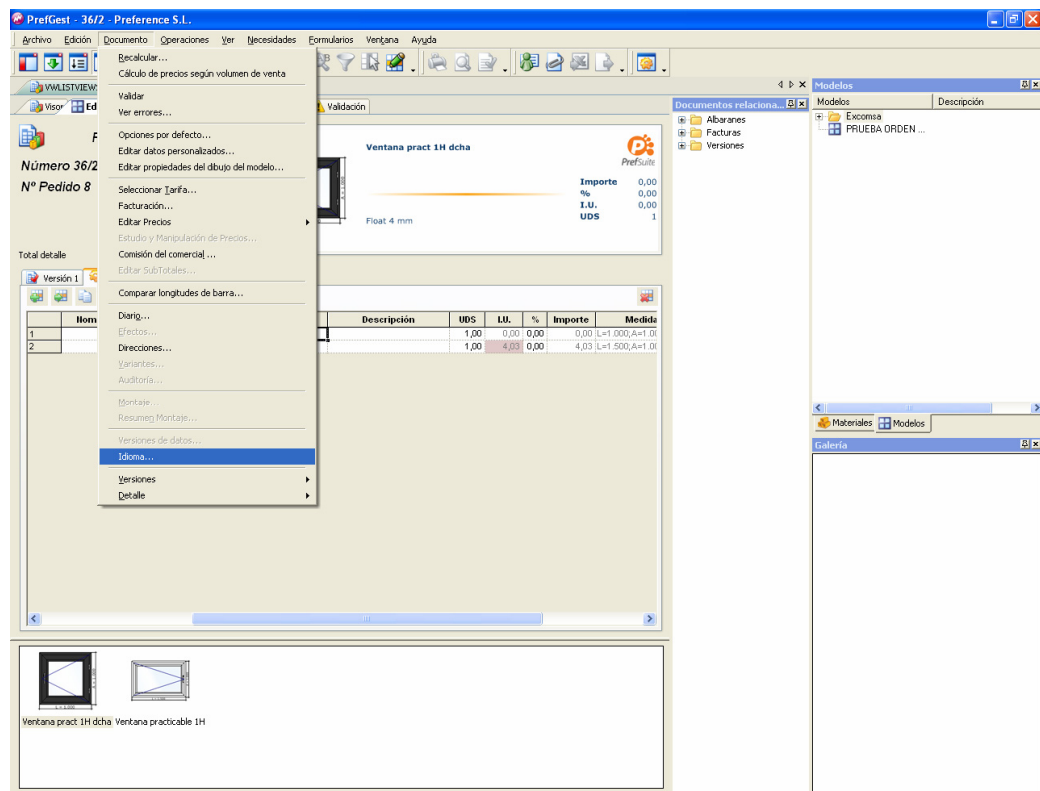 PrefGest - 36/2 - Preference S.L.
Archivo Edición Documento Operaciones Ver Necesidades Formularios Ventana Ayuda
Recalcular...
Cálculo de precios según volumen de venta
Validar
Ver errores...
Opciones por defecto...
Editar datos personalizados...
Editar propiedades del dibujo del modelo...
Seleccionar Tarifa...
Facturación...
Editar Precios
Estudio y Manipulación de Precios...
Comisión del comercial ...
Editar SubTotales...
Comparar longitudes de barra...
Diario...
Efectos...
Direcciones...
Variantes...
Auditoría...
Montaje...
Resumen Montaje...
Versiones de datos...
Idioma...
Versiones
Detalle
VWLISTVIEW
Visor Ed
Validación
Número 36/2
Nº Pedido 8
Total detalle
Versión 1
Ventana pract 1H dcha
PrefSuite
Importe 0,00
% 0,00
I.U. 0,00
UDS 1
Float 4 mm
Nom Descripción UDS I.U. % Importe Medida
1 1,00 0,00 0,00 0,00 L=1.000;A=1.00
2 1,00 4,03 0,00 4,03 L=1.500;A=1.00
Ventana pract 1H dcha Ventana practicable 1H
Documentos relaciona...
Albaranes
Facturas
Versiones
Modelos
Modelos Descripción
Excomsa
PRUEBA ORDEN ...
Materiales Modelos
Galería